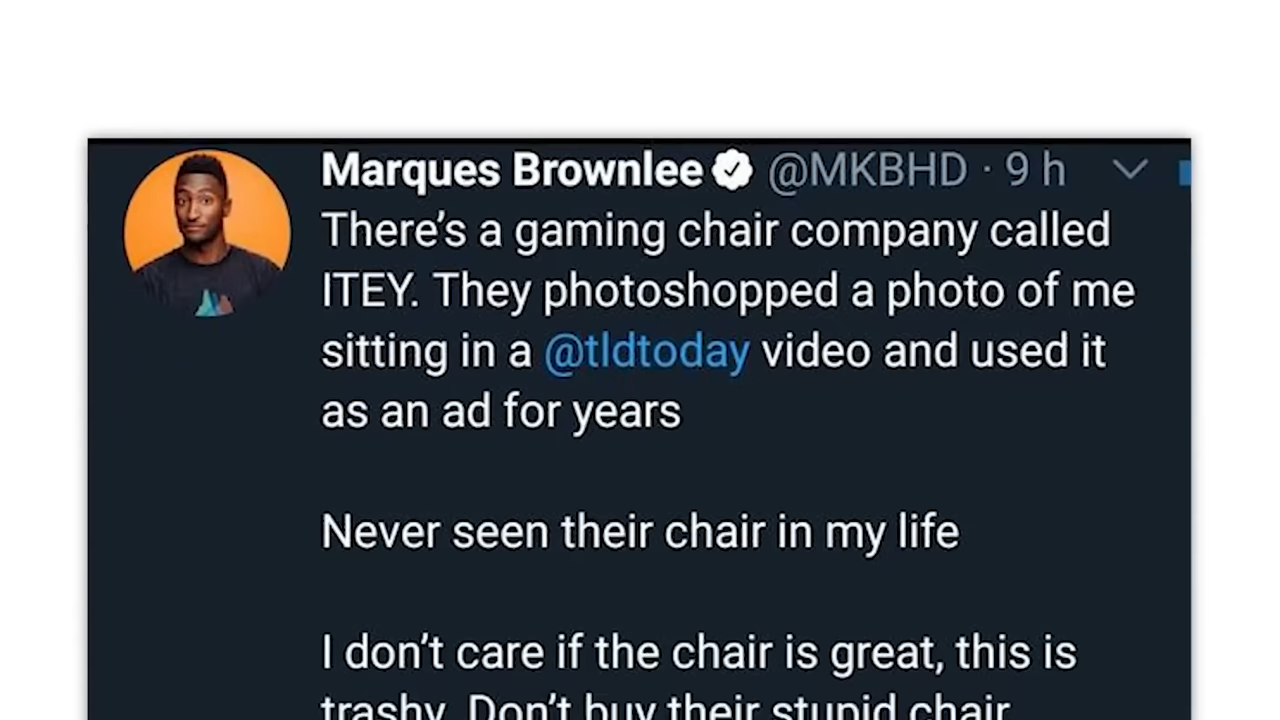 Marques Brownlee @MKBHD · 9 h
There’s a gaming chair company called
ITEY. They photoshopped a photo of me
sitting in a @tldtoday video and used it
as an ad for years
Never seen their chair in my life
I don’t care if the chair is great, this is
trashy. Don’t buy their stupid chair